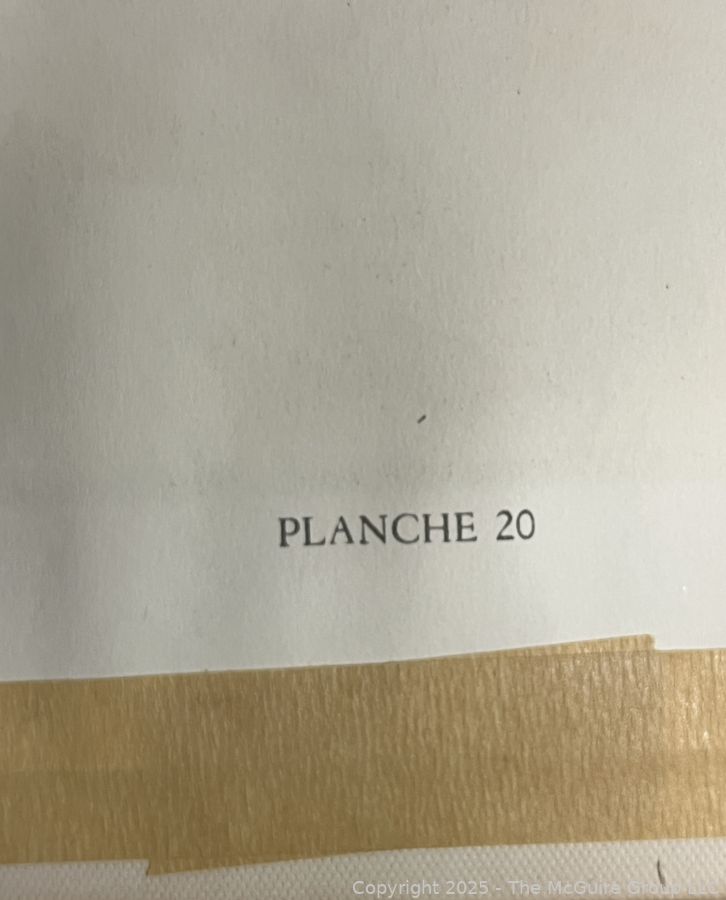 PLANCHE 20
Copyright 2025 - The McGuire Group LLC